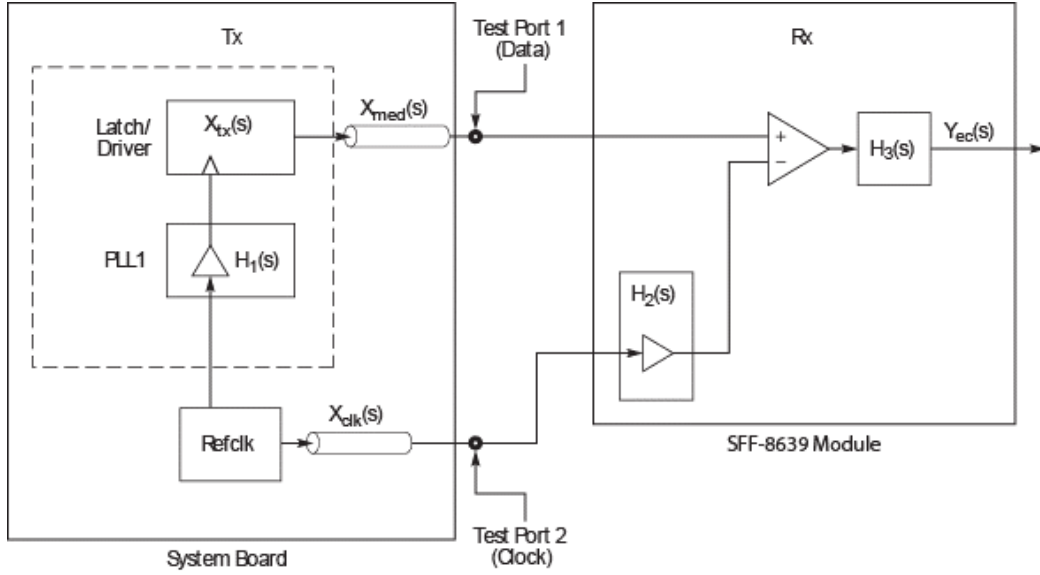 Tx
Test Port 1
(Data)
Rx
Latch/
Driver
Xtx(s)
Xmed(s)
+
−
H3(s)
Yec(s)
PLL1
H1(s)
H2(s)
Refclk
Xclk(s)
SFF-8639 Module
Test Port 2
(Clock)
System Board